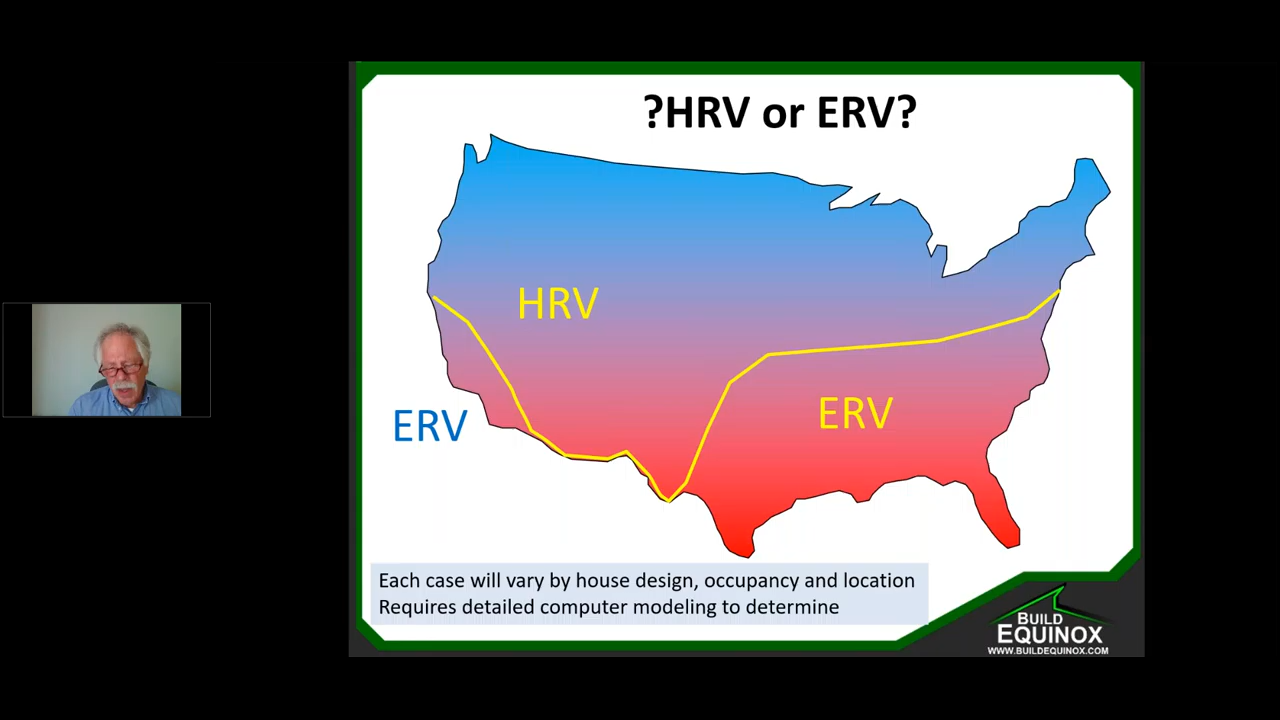 ?HRV or ERV?
HRV
ERV
ERV
Each case will vary by house design, occupancy and location
Requires detailed computer modeling to determine
BUILD
EQUINOX
WWW.BUILDEQUINOX.COM